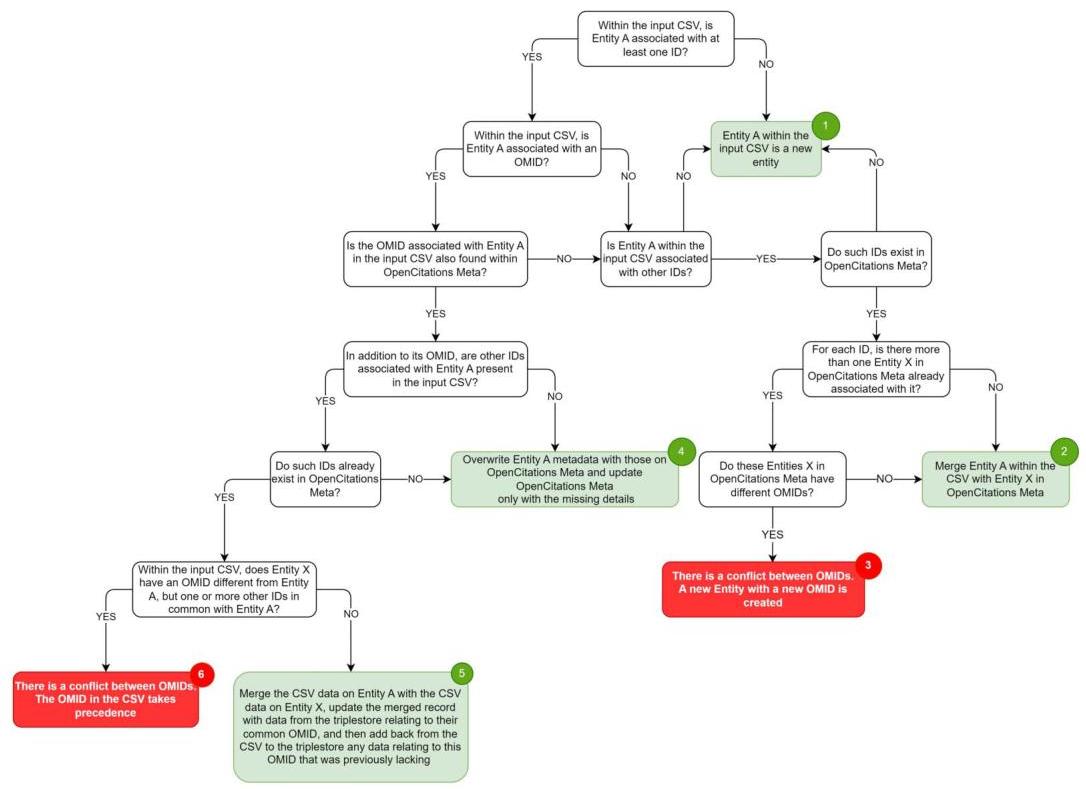 Within the input CSV, is
Entity A associated with at
least one ID?
YES
NO
1
Within the input CSV, is
Entity A associated with an
OMID?
Entity A within the
input CSV is a new
entity
YES
NO
NO
NO
Is the OMID associated with Entity A
in the input CSV also found within
OpenCitations Meta?
NO
Is Entity A within the
input CSV associated
with other IDs?
YES
Do such IDs exist in
OpenCitations Meta?
YES
YES
In addition to its OMID, are other IDs
associated with Entity A present
in the input CSV?
For each ID, is there more
than one Entity X in
OpenCitations Meta already
associated with it?
YES
NO
YES
NO
Do such IDs already
exist in OpenCitations
Meta?
NO
4
Overwrite Entity A metadata with those on
OpenCitations Meta and update
OpenCitations Meta
only with the missing details
Do these Entities X in
OpenCitations Meta have
different OMIDs?
NO
2
Merge Entity A within the
CSV with Entity X in
OpenCitations Meta
YES
YES
Within the input CSV, does Entity X
have an OMID different from Entity
A, but one or more other IDs in
common with Entity A?
3
There is a conflict between OMIDs.
A new Entity with a new OMID is
created
YES
NO
6
There is a conflict between OMIDs.
The OMID in the CSV takes
precedence
5
Merge the CSV data on Entity A with the CSV
data on Entity X, update the merged record
with data from the triplestore relating to their
common OMID, and then add back from the
CSV to the triplestore any data relating to this
OMID that was previously lacking